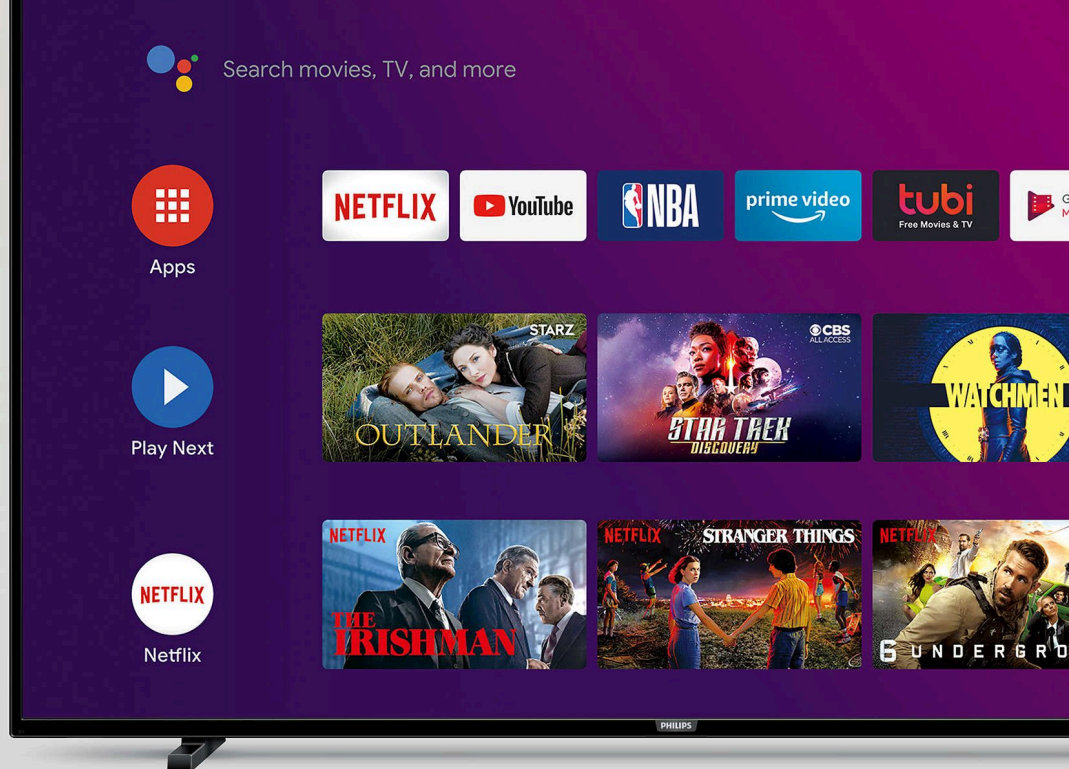 Search movies, TV, and more
Apps
NETFLIX
YouTube
NBA
prime video
tubi
Free Movies & TV
Play Next
STARZ
OUTLANDER
CBS
ALL ACCESS
STAR TREK
DISCOVERY
WATCHMEN
NETFLIX
Netflix
NETFLIX
THE
IRISHMAN
NETFLIX
STRANGER THINGS
NETFLIX
6 UNDERGRO
PHILIPS